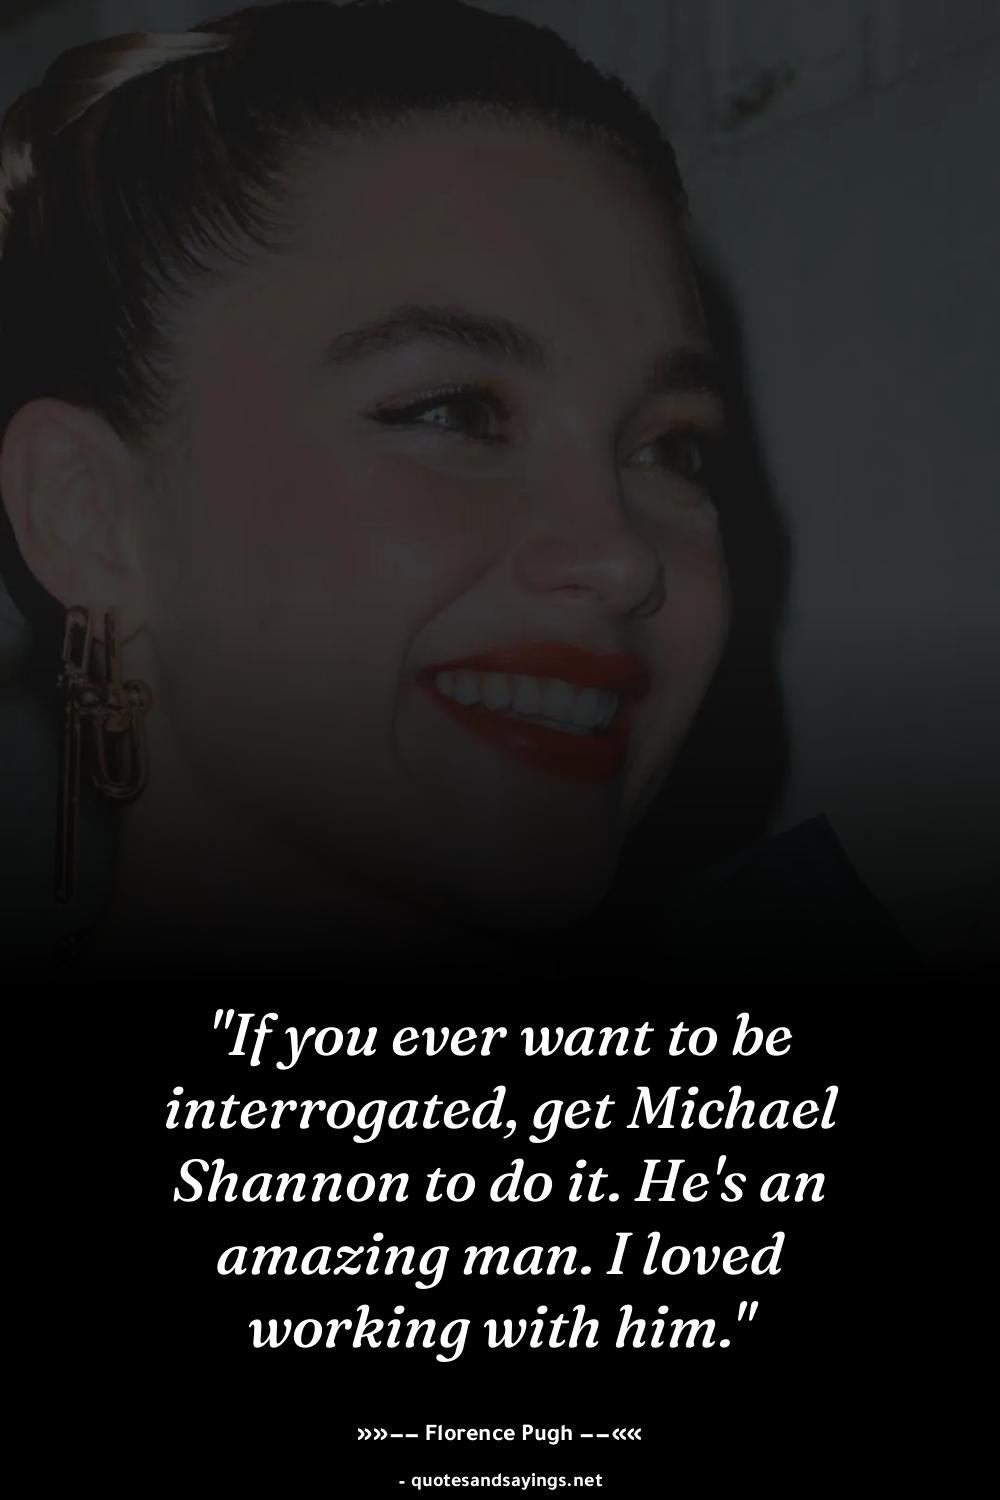 "If you ever want to be
interrogated, get Michael
Shannon to do it. He's an
amazing man. I loved
working with him."
»»−− Florence Pugh −−««
- quotesandsayings.net